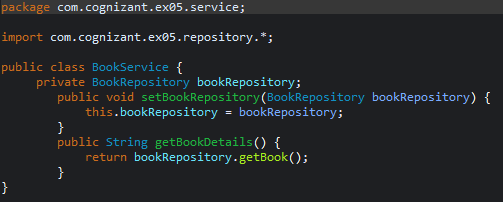 package com.cognizant.ex05.service;
import com.cognizant.ex05.repository.*;
public class BookService {
private BookRepository bookRepository;
public void setBookRepository(BookRepository bookRepository) {
this.bookRepository = bookRepository;
}
public String getBookDetails() {
return bookRepository.getBook();
}
}